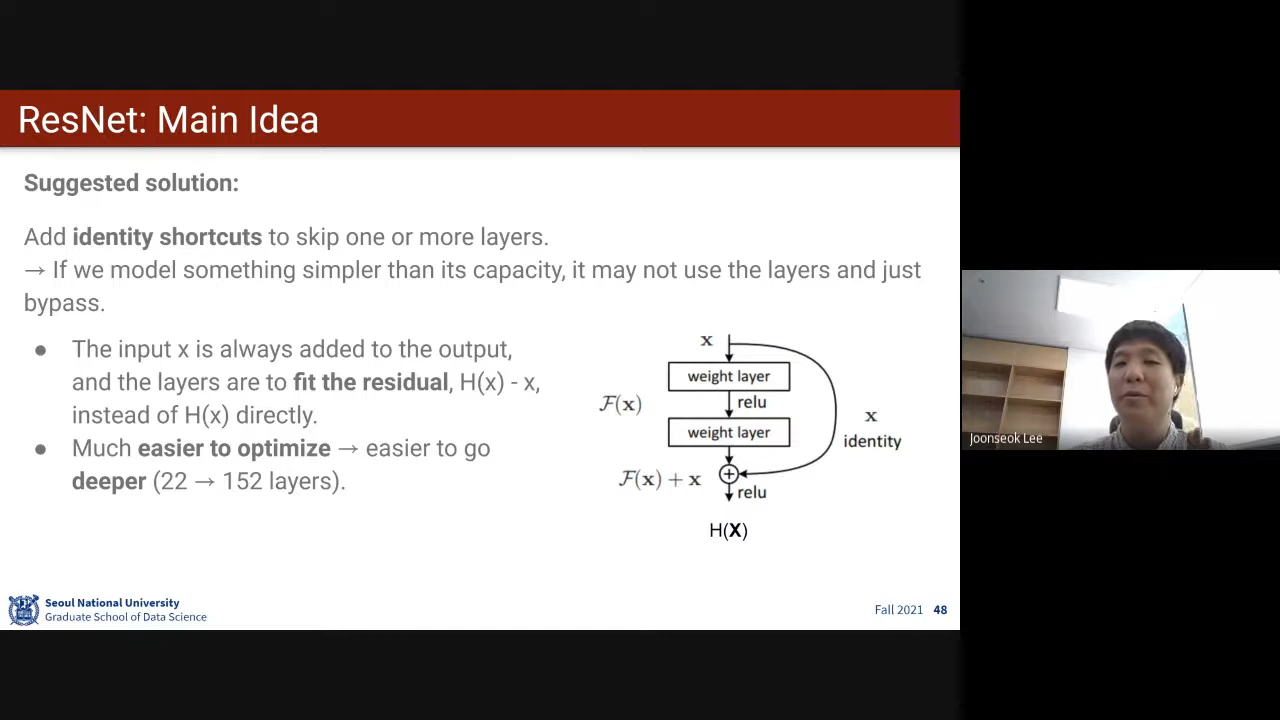 ResNet: Main Idea
Suggested solution:
Add identity shortcuts to skip one or more layers.
→ If we model something simpler than its capacity, it may not use the layers and just
bypass.
● The input x is always added to the output,
and the layers are to fit the residual, H(x) - x,
instead of H(x) directly.
● Much easier to optimize → easier to go
deeper (22 → 152 layers).
x
weight layer
relu
F(x)
weight layer
x
identity
F(x) + x
relu
H(X)
Joonseok Lee
Seoul National University
Graduate School of Data Science
Fall 2021 48